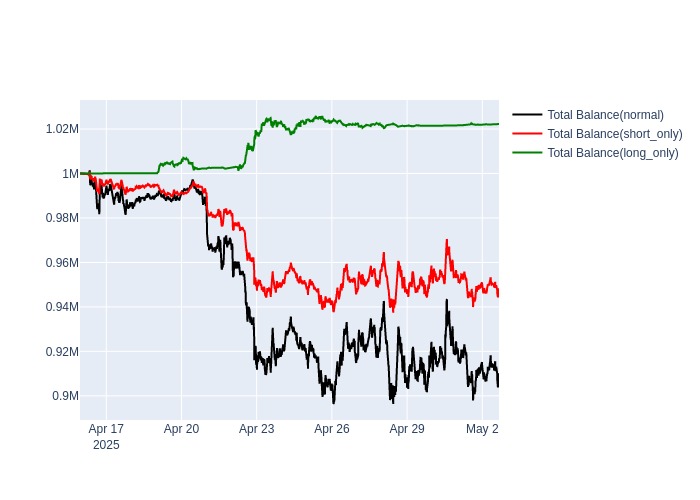 Total Balance(normal)
Total Balance(short_only)
Total Balance(long_only)
1.02M
1M
0.98M
0.96M
0.94M
0.92M
0.9M
Apr 17 Apr 20 Apr 23 Apr 26 Apr 29 May 2
2025